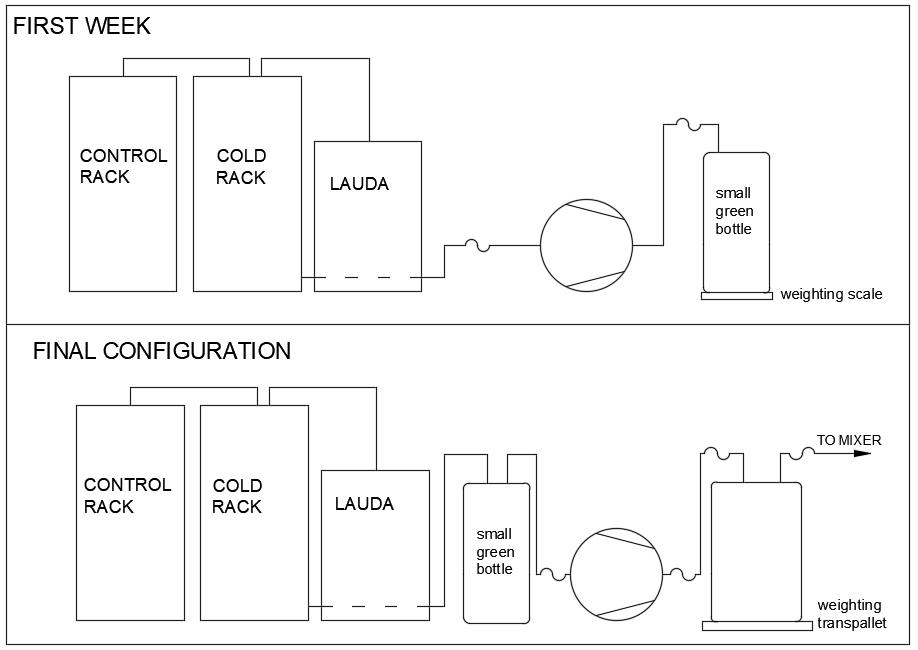 FIRST WEEK
CONTROL
RACK
COLD
RACK
LAUDA
small
green
bottle
weighting scale
FINAL CONFIGURATION
CONTROL
RACK
COLD
RACK
LAUDA
small
green
bottle
TO MIXER
weighting
transpallet